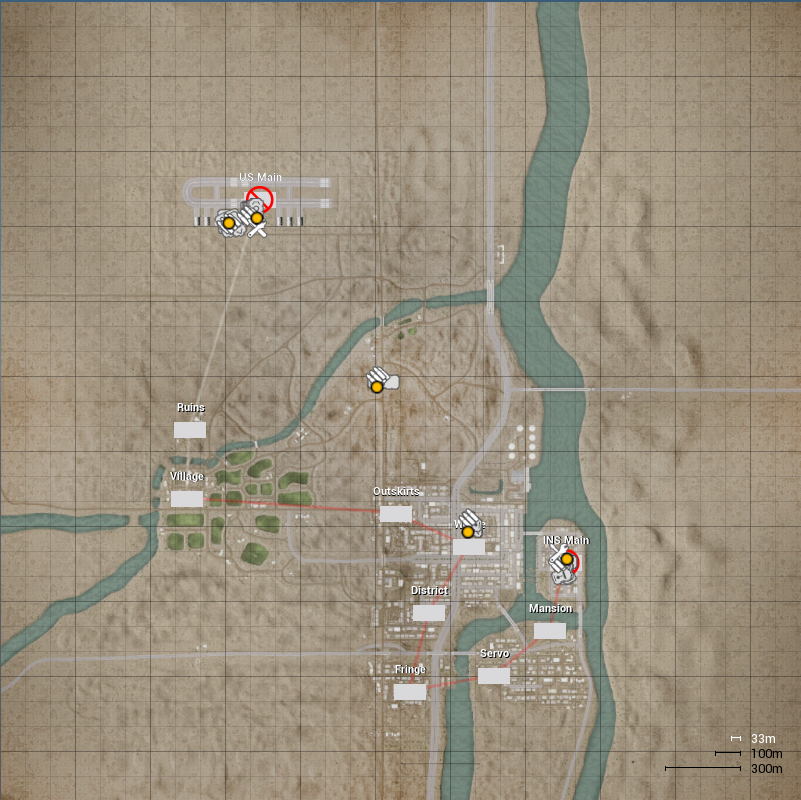 US Main
Ruins
Village
Outskirts
INS Main
District
Mansion
Servo
Fringe
33m
100m
300m